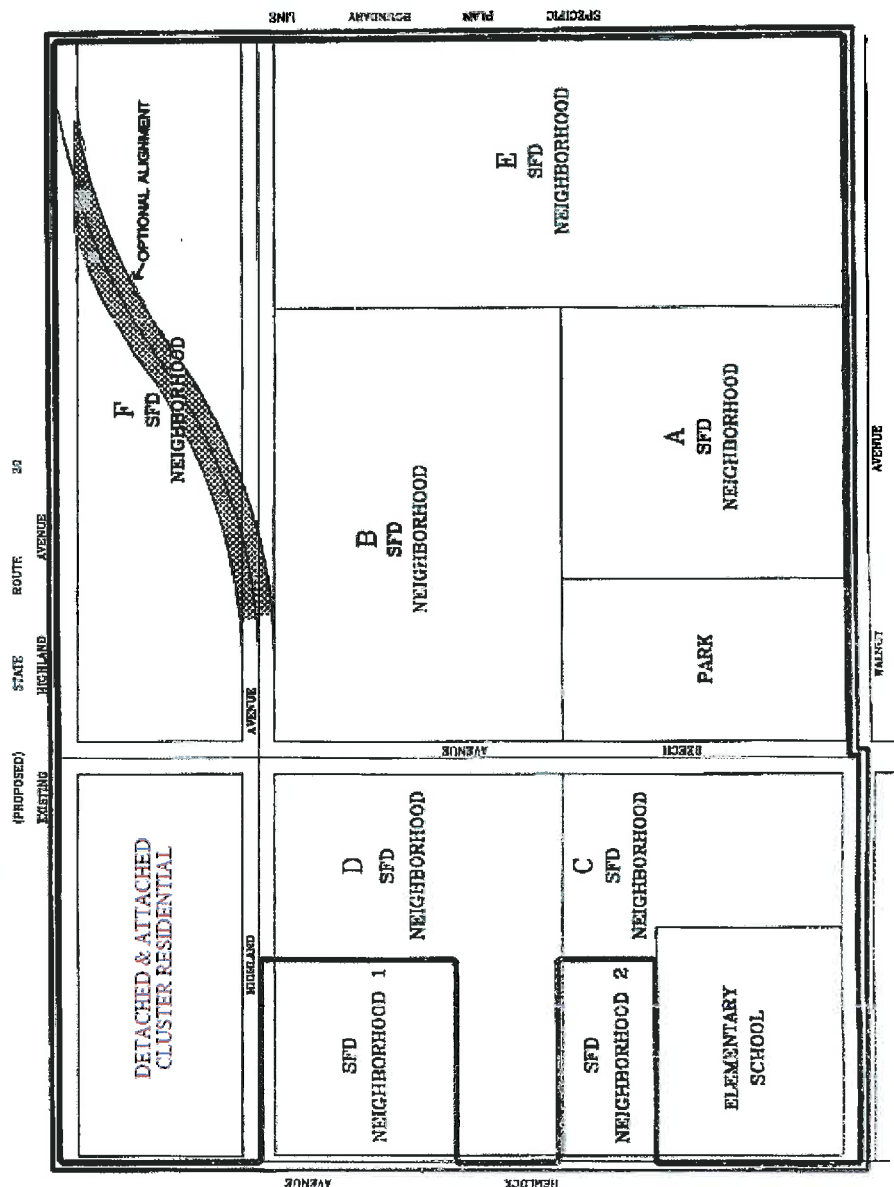 SPECIFIC PLAN BOUNDARY LINE
(PROPOSED) STATE ROUTE 30
EXISTING HIGHLAND AVENUE
OPTIONAL ALIGNMENT
F
SFD
NEIGHBORHOOD
E
SFD
NEIGHBORHOOD
B
SFD
NEIGHBORHOOD
A
SFD
NEIGHBORHOOD
PARK
HIGHLAND AVENUE
BEECH AVENUE
WALNUT AVENUE
DETACHED & ATTACHED
CLUSTER RESIDENTIAL
D
SFD
NEIGHBORHOOD
C
SFD
NEIGHBORHOOD
SFD
NEIGHBORHOOD 1
SFD
NEIGHBORHOOD 2
ELEMENTARY
SCHOOL
HEMLOCK AVENUE